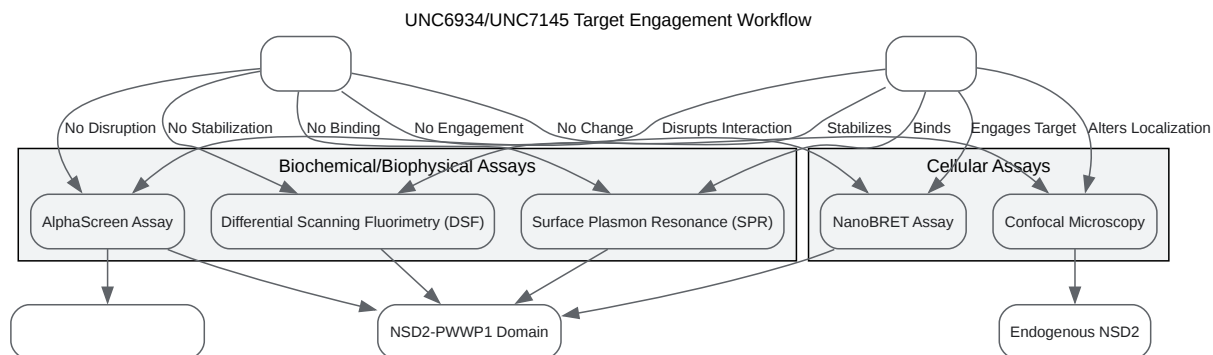 UNC6934/UNC7145 Target Engagement Workflow
No Disruption
No Stabilization
No Binding
No Engagement
No Change
Disrupts Interaction
Stabilizes
Binds
Engages Target
Alters Localization
Biochemical/Biophysical Assays
Cellular Assays
AlphaScreen Assay
Differential Scanning Fluorimetry (DSF)
Surface Plasmon Resonance (SPR)
NanoBRET Assay
Confocal Microscopy
NSD2-PWWP1 Domain
Endogenous NSD2